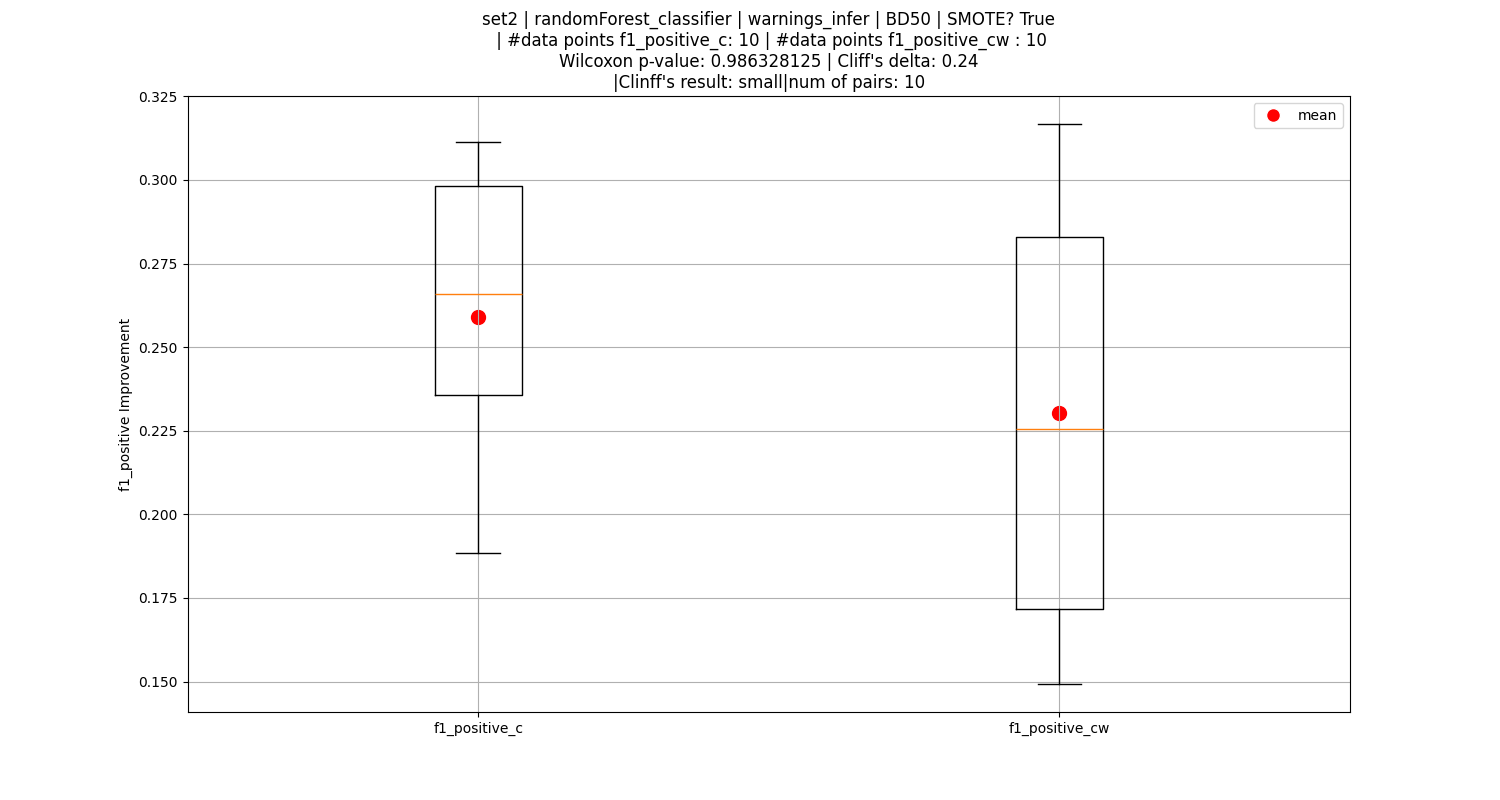 set2 | randomForest_classifier | warnings_infer | BD50 | SMOTE? True
| #data points f1_positive_c: 10 | #data points f1_positive_cw : 10
Wilcoxon p-value: 0.986328125 | Cliff's delta: 0.24
|Clinff's result: small|num of pairs: 10
mean
0.325
0.300
0.275
0.250
0.225
0.200
0.175
0.150
f1_positive Improvement
f1_positive_c
f1_positive_cw